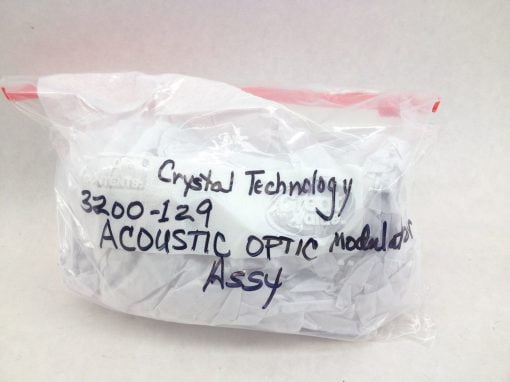 Crystal Technology
3200-129
ACOUSTIC OPTIC Modulator
Assy